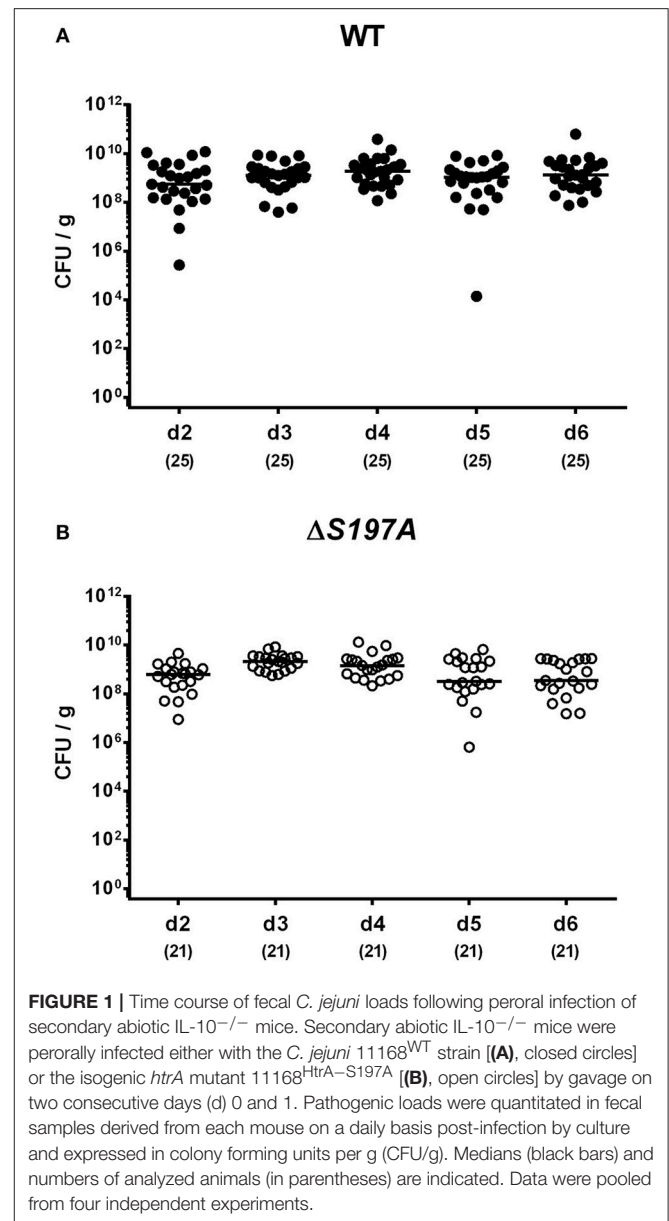 A
WT
10¹²
10¹⁰
10⁸
10⁶
10⁴
10²
10⁰
CFU / g
d2 d3 d4 d5 d6
(25) (25) (25) (25) (25)
B
ΔS197A
10¹²
10¹⁰
10⁸
10⁶
10⁴
10²
10⁰
CFU / g
d2 d3 d4 d5 d6
(21) (21) (21) (21) (21)
FIGURE 1 | Time course of fecal C. jejuni loads following peroral infection of
secondary abiotic IL-10⁻/⁻ mice. Secondary abiotic IL-10⁻/⁻ mice were
perorally infected either with the C. jejuni 11168ᵂᵀ strain [(A), closed circles]
or the isogenic htrA mutant 11168ᴴᵗʳᴬ⁻ˢ¹⁹⁷ᴬ [(B), open circles] by gavage on
two consecutive days (d) 0 and 1. Pathogenic loads were quantitated in fecal
samples derived from each mouse on a daily basis post-infection by culture
and expressed in colony forming units per g (CFU/g). Medians (black bars) and
numbers of analyzed animals (in parentheses) are indicated. Data were pooled
from four independent experiments.